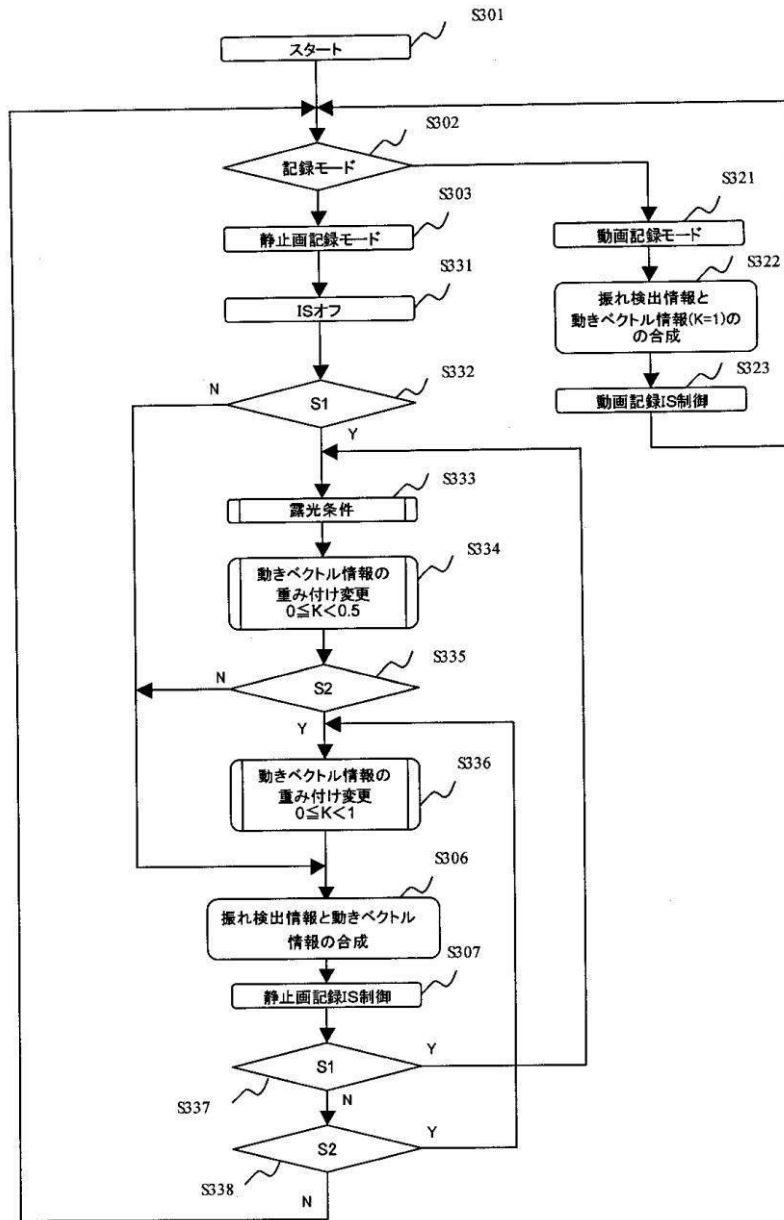 S301
スタート
S302
記録モード
S303
静止画記録モード
S321
動画記録モード
S331
ISオフ
S322
振れ検出情報と
動きベクトル情報(K=1)の
の合成
S332
N
S1
Y
S323
動画記録IS制御
S333
露光条件
S334
動きベクトル情報の
重み付け変更
0≦K<0.5
S335
N
S2
Y
S336
動きベクトル情報の
重み付け変更
0≦K<1
S306
振れ検出情報と動きベクトル
情報の合成
S307
静止画記録IS制御
S1
Y
S337
N
S2
Y
S338
N